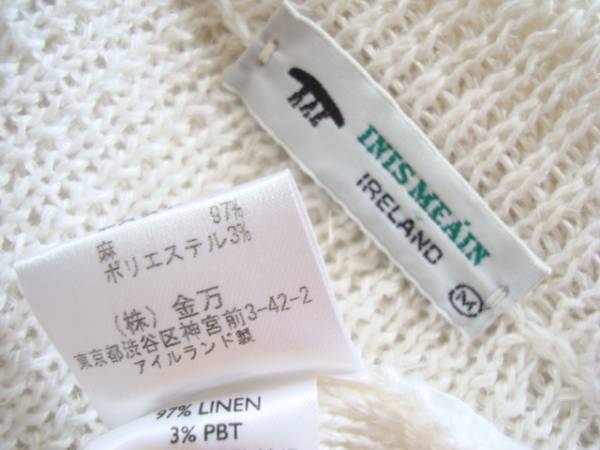 INIS MEÁIN
IRELAND
M
97%
麻
ポリエステル3%
(株) 金万
東京都渋谷区神宮前3-42-2
アイルランド製
97% LINEN
3% PBT